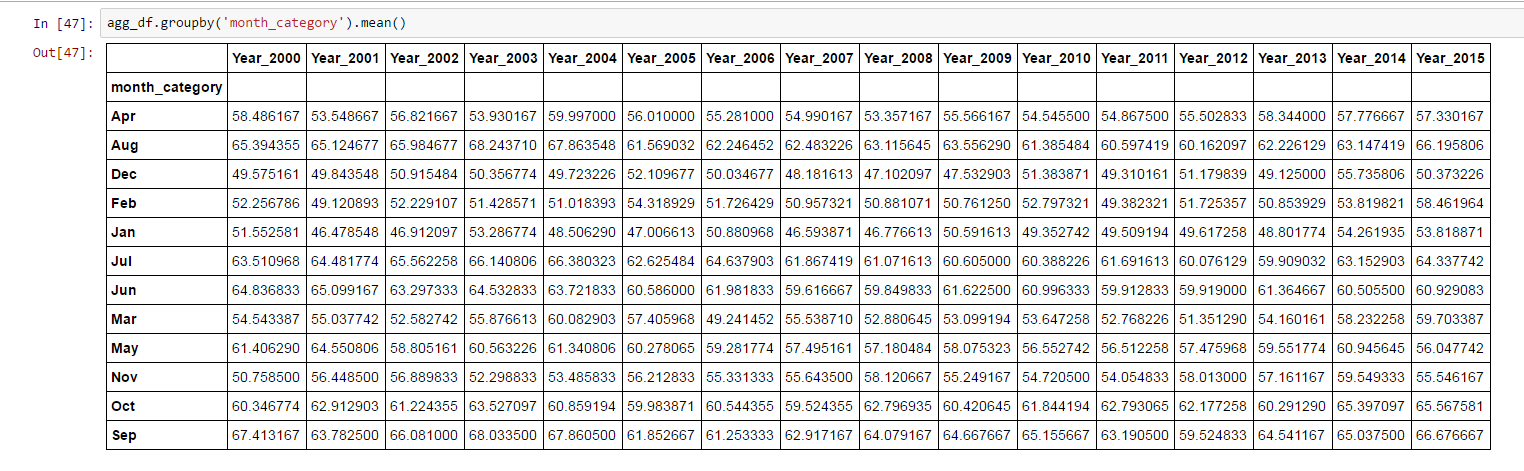 In [47]: agg_df.groupby('month_category').mean()
Out[47]:
Year_2000 Year_2001 Year_2002 Year_2003 Year_2004 Year_2005 Year_2006 Year_2007 Year_2008 Year_2009 Year_2010 Year_2011 Year_2012 Year_2013 Year_2014 Year_2015
month_category
Apr 58.486167 53.548667 56.821667 53.930167 59.997000 56.010000 55.281000 54.990167 53.357167 55.566167 54.545500 54.867500 55.502833 58.344000 57.776667 57.330167
Aug 65.394355 65.124677 65.984677 68.243710 67.863548 61.569032 62.246452 62.483226 63.115645 63.556290 61.385484 60.597419 60.162097 62.226129 63.147419 66.195806
Dec 49.575161 49.843548 50.915484 50.356774 49.723226 52.109677 50.034677 48.181613 47.102097 47.532903 51.383871 49.310161 51.179839 49.125000 55.735806 50.373226
Feb 52.256786 49.120893 52.229107 51.428571 51.018393 54.318929 51.726429 50.957321 50.881071 50.761250 52.797321 49.382321 51.725357 50.853929 53.819821 58.461964
Jan 51.552581 46.478548 46.912097 53.286774 48.506290 47.006613 50.880968 46.593871 46.776613 50.591613 49.352742 49.509194 49.617258 48.801774 54.261935 53.818871
Jul 63.510968 64.481774 65.562258 66.140806 66.380323 62.625484 64.637903 61.867419 61.071613 60.605000 60.388226 61.691613 60.076129 59.909032 63.152903 64.337742
Jun 64.836833 65.099167 63.297333 64.532833 63.721833 60.586000 61.981833 59.616667 59.849833 61.622500 60.996333 59.912833 59.919000 61.364667 60.505500 60.929083
Mar 54.543387 55.037742 52.582742 55.876613 60.082903 57.405968 49.241452 55.538710 52.880645 53.099194 53.647258 52.768226 51.351290 54.160161 58.232258 59.703387
May 61.406290 64.550806 58.805161 60.563226 61.340806 60.278065 59.281774 57.495161 57.180484 58.075323 56.552742 56.512258 57.475968 59.551774 60.945645 56.047742
Nov 50.758500 56.448500 56.889833 52.298833 53.485833 56.212833 55.331333 55.643500 58.120667 55.249167 54.720500 54.054833 58.013000 57.161167 59.549333 55.546167
Oct 60.346774 62.912903 61.224355 63.527097 60.859194 59.983871 60.544355 59.524355 62.796935 60.420645 61.844194 62.793065 62.177258 60.291290 65.397097 65.567581
Sep 67.413167 63.782500 66.081000 68.033500 67.860500 61.852667 61.253333 62.917167 64.079167 64.667667 65.155667 63.190500 59.524833 64.541167 65.037500 66.676667